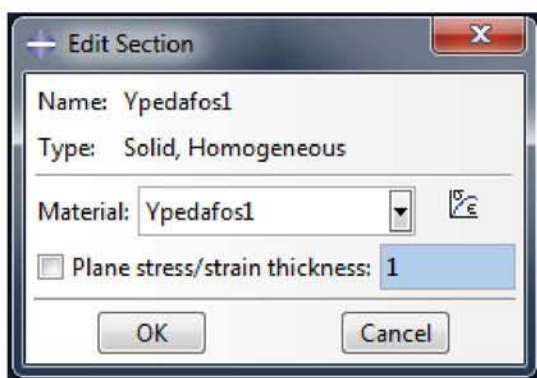 Edit Section
Name: Ypedafos1
Type: Solid, Homogeneous
Material: Ypedafos1
Plane stress/strain thickness: 1
OK Cancel